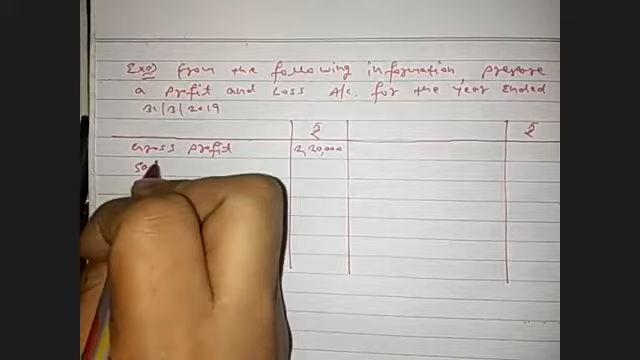 Exa) from the following information, prepare
a profit and Loss A/c. for the year ended
31/3/2019
₹ ₹
Gross profit 2,20,000